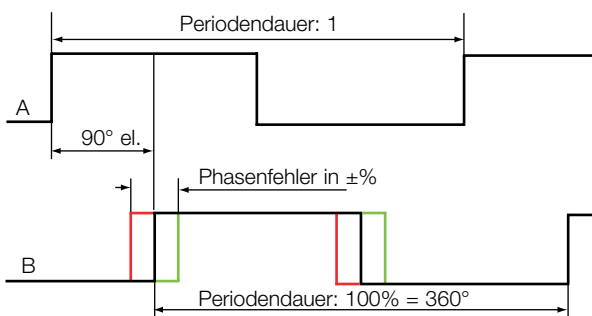 Periodendauer: 1
A
90° el.
Phasenfehler in ±%
B
Periodendauer: 100% = 360°